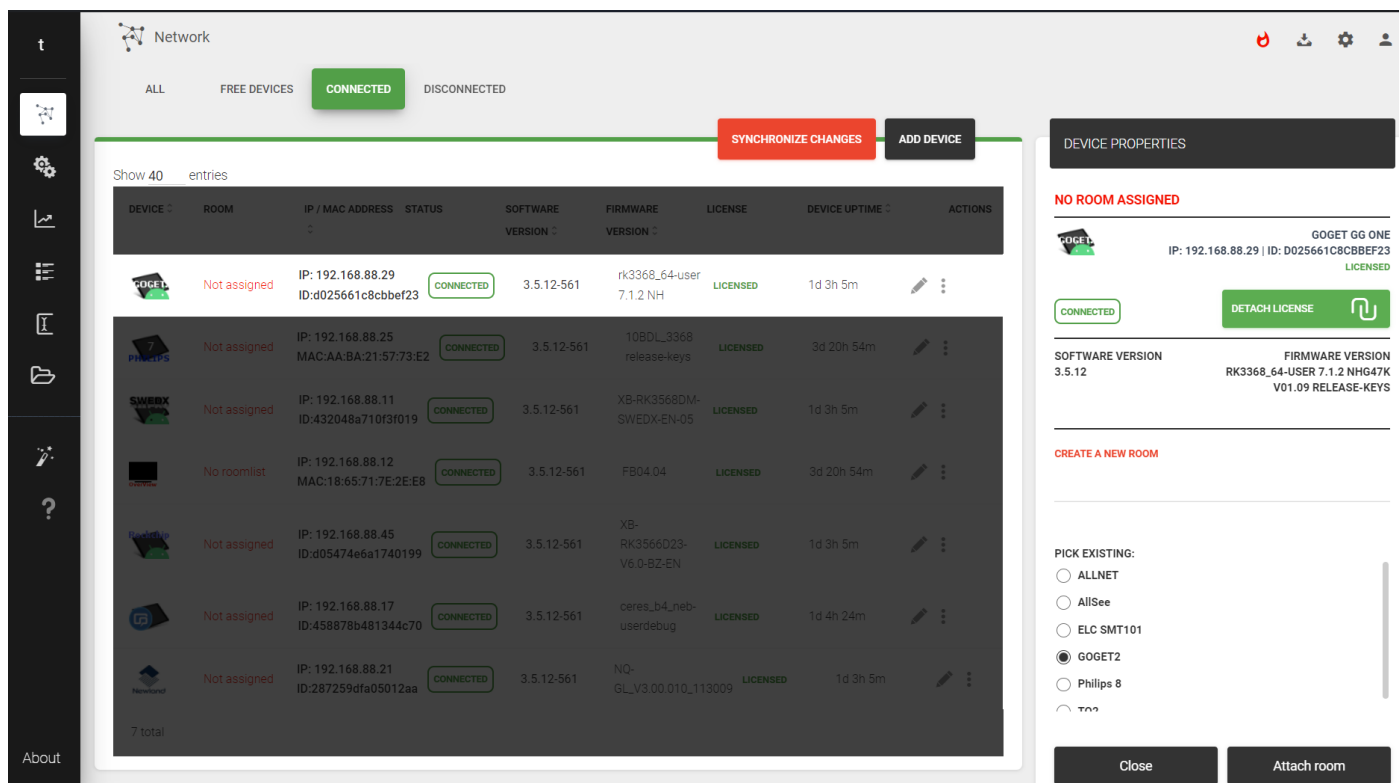 t
Network
ALL FREE DEVICES CONNECTED DISCONNECTED
SYNCHRONIZE CHANGES ADD DEVICE
Show 40 entries
DEVICE ROOM IP / MAC ADDRESS STATUS SOFTWARE VERSION FIRMWARE VERSION LICENSE DEVICE UPTIME ACTIONS
GOGET Not assigned IP: 192.168.88.29 ID:d025661c8cbbef23 CONNECTED 3.5.12-561 rk3368_64-user 7.1.2 NH LICENSED 1d 3h 5m
7 PHILIPS Not assigned IP: 192.168.88.25 MAC:AA:BA:21:57:73:E2 CONNECTED 3.5.12-561 10BDL_3368 release-keys LICENSED 3d 20h 54m
SWEDX Not assigned IP: 192.168.88.11 ID:432048a710f3f019 CONNECTED 3.5.12-561 XB-RK3568DM-SWEDX-EN-05 LICENSED 1d 3h 5m
No roomlist IP: 192.168.88.12 MAC:18:65:71:7E:2E:E8 CONNECTED 3.5.12-561 FB04.04 LICENSED 3d 20h 54m
Rockchip Not assigned IP: 192.168.88.45 ID:d05474e6a1740199 CONNECTED 3.5.12-561 XB-RK3566D23-V6.0-BZ-EN LICENSED 1d 3h 5m
Not assigned IP: 192.168.88.17 ID:458878b481344c70 CONNECTED 3.5.12-561 ceres_b4_neb-userdebug LICENSED 1d 4h 24m
Newland Not assigned IP: 192.168.88.21 ID:287259dfa05012aa CONNECTED 3.5.12-561 NQ-GL_V3.00.010_113009 LICENSED 1d 3h 5m
7 total
About
DEVICE PROPERTIES
NO ROOM ASSIGNED
GOGET
GOGET GG ONE
IP: 192.168.88.29 | ID: D025661C8CBBEF23
LICENSED
CONNECTED
DETACH LICENSE
SOFTWARE VERSION
3.5.12
FIRMWARE VERSION
RK3368_64-USER 7.1.2 NHG47K
V01.09 RELEASE-KEYS
CREATE A NEW ROOM
PICK EXISTING:
ALLNET
AllSee
ELC SMT101
GOGET2
Philips 8
Close
Attach room